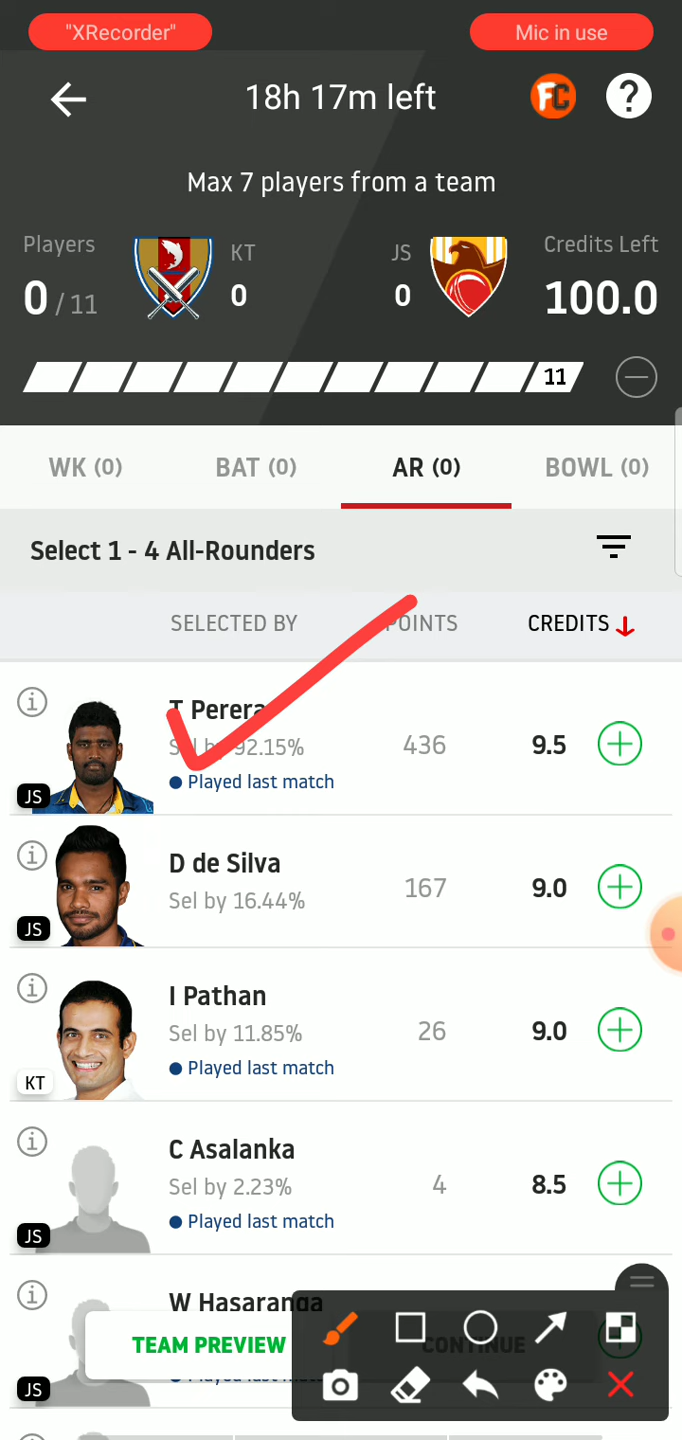 "XRecorder"
Mic in use
18h 17m left
FC
?
Max 7 players from a team
Players
KT
JS
Credits Left
0 / 11
0
0
100.0
11
WK (0)
BAT (0)
AR (0)
BOWL (0)
Select 1 - 4 All-Rounders
SELECTED BY
POINTS
CREDITS
T Perera
Sel by 92.15%
436
9.5
JS
Played last match
D de Silva
Sel by 16.44%
167
9.0
JS
I Pathan
Sel by 11.85%
26
9.0
KT
Played last match
C Asalanka
Sel by 2.23%
4
8.5
JS
Played last match
W Hasaranga
TEAM PREVIEW
CONTINUE
JS